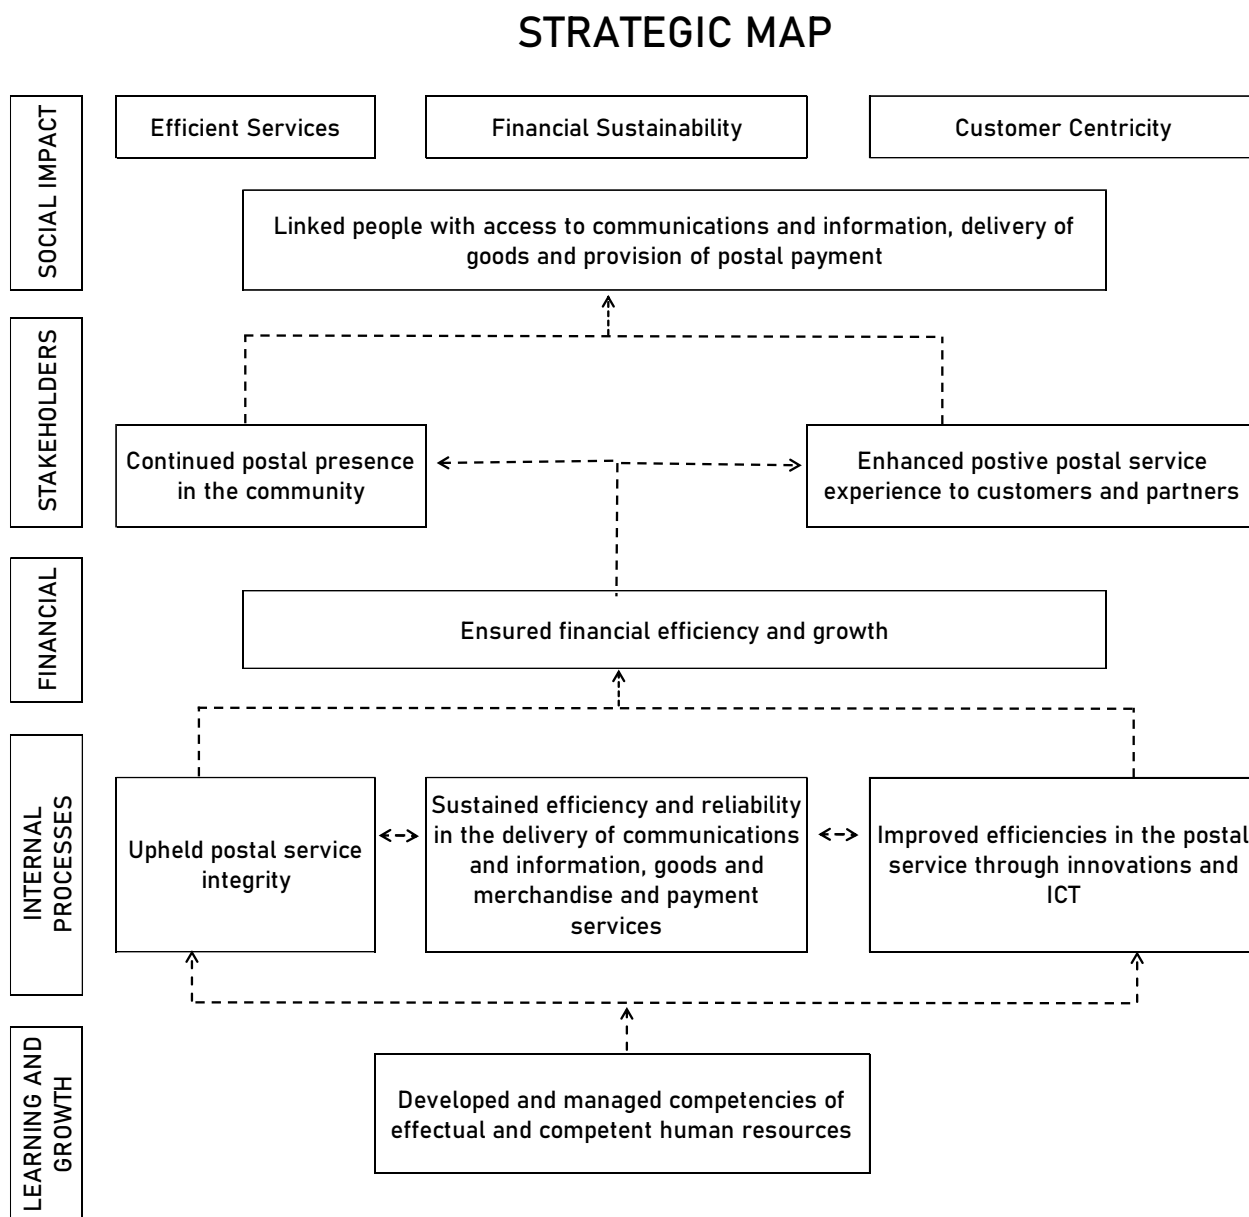 STRATEGIC MAP
SOCIAL IMPACT
Efficient Services
Financial Sustainability
Customer Centricity
Linked people with access to communications and information, delivery of
goods and provision of postal payment
STAKEHOLDERS
Continued postal presence
in the community
Enhanced postive postal service
experience to customers and partners
FINANCIAL
Ensured financial efficiency and growth
INTERNAL
PROCESSES
Upheld postal service
integrity
Sustained efficiency and reliability
in the delivery of communications
and information, goods and
merchandise and payment
services
Improved efficiencies in the postal
service through innovations and
ICT
LEARNING AND
GROWTH
Developed and managed competencies of
effectual and competent human resources